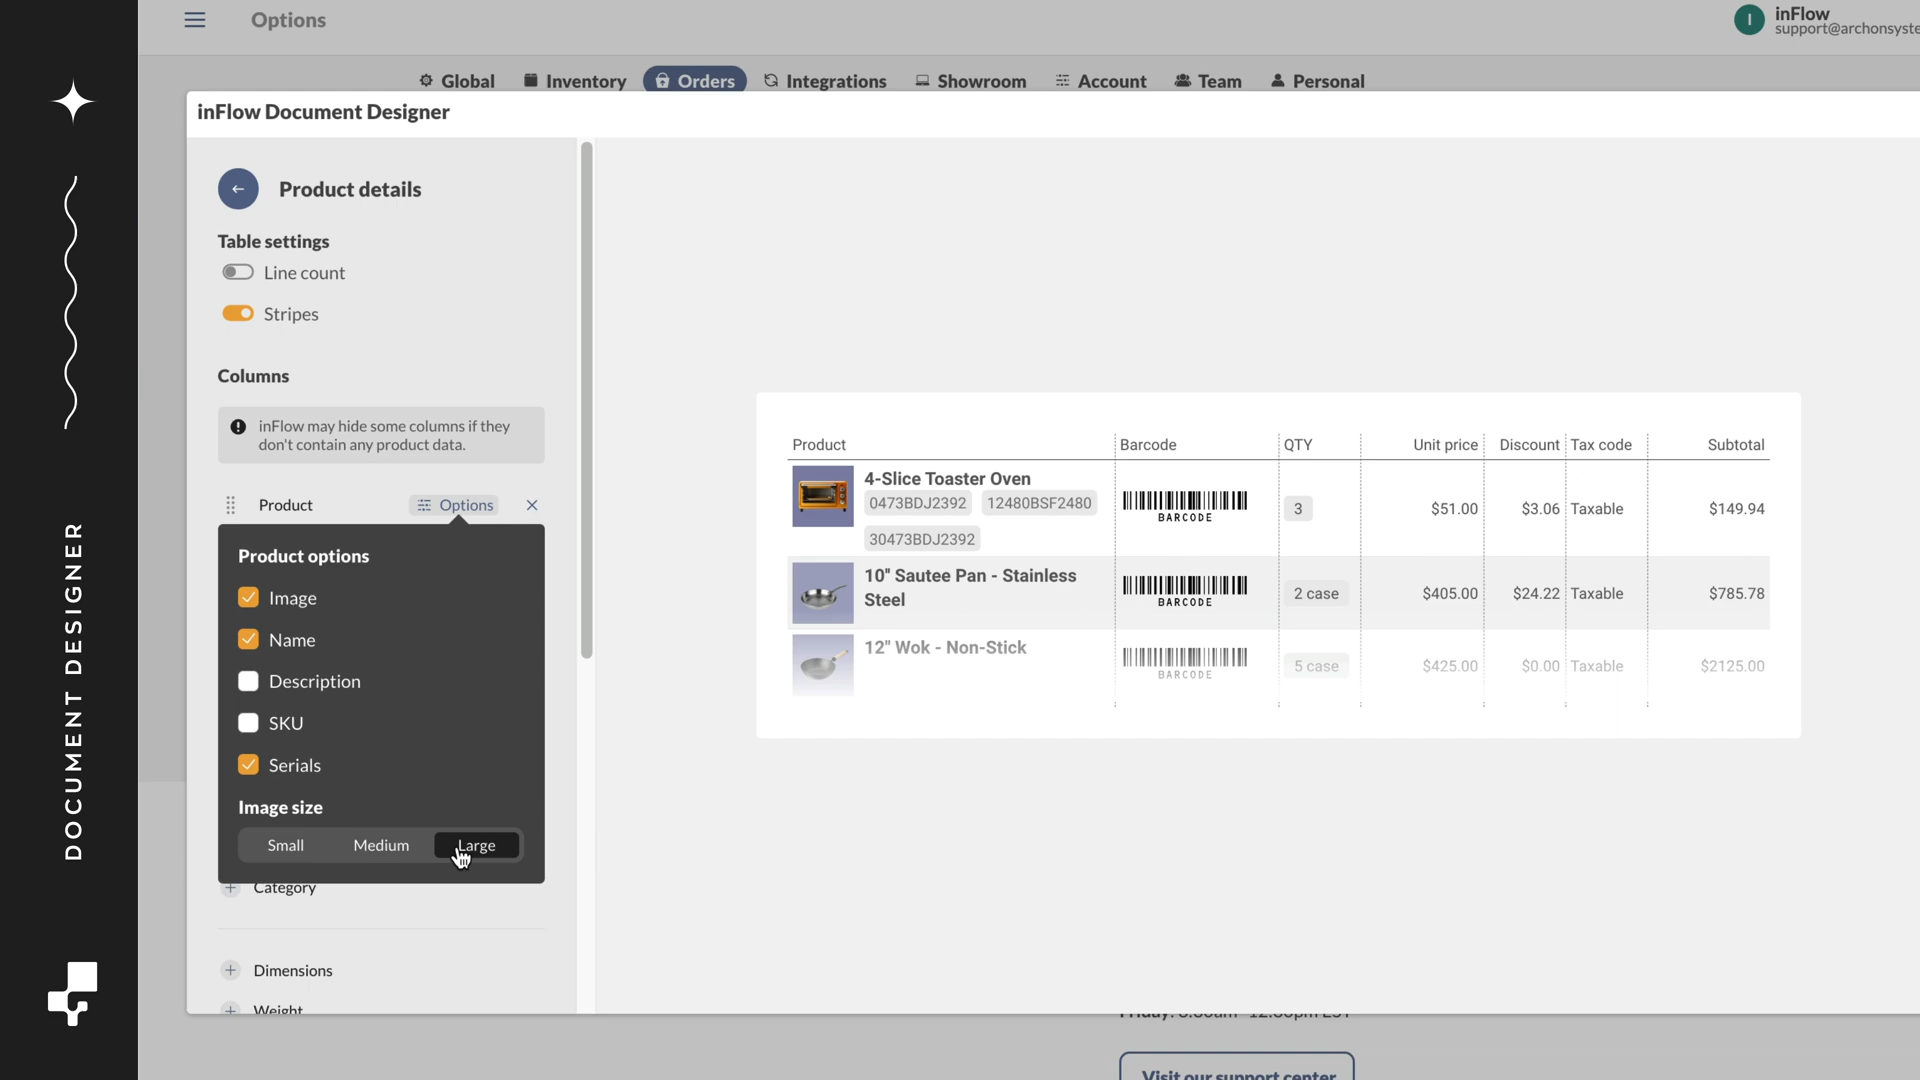 Options
I
inFlow
support@archonsyste
Global
Inventory
Orders
Integrations
Showroom
Account
Team
Personal
inFlow Document Designer
Product details
Table settings
Line count
Stripes
Columns
inFlow may hide some columns if they
don't contain any product data.
Product
Options
Product options
Image
Name
Description
SKU
Serials
Image size
Small
Medium
Large
Category
Dimensions
Weight
Product Barcode QTY Unit price Discount Tax code Subtotal
4-Slice Toaster Oven
0473BDJ2392 12480BSF2480
30473BDJ2392
BARCODE
3 $51.00 $3.06 Taxable $149.94
10" Sautee Pan - Stainless
Steel
BARCODE
2 case $405.00 $24.22 Taxable $785.78
12" Wok - Non-Stick
BARCODE
5 case $425.00 $0.00 Taxable $2125.00
Visit our support center
DOCUMENT DESIGNER